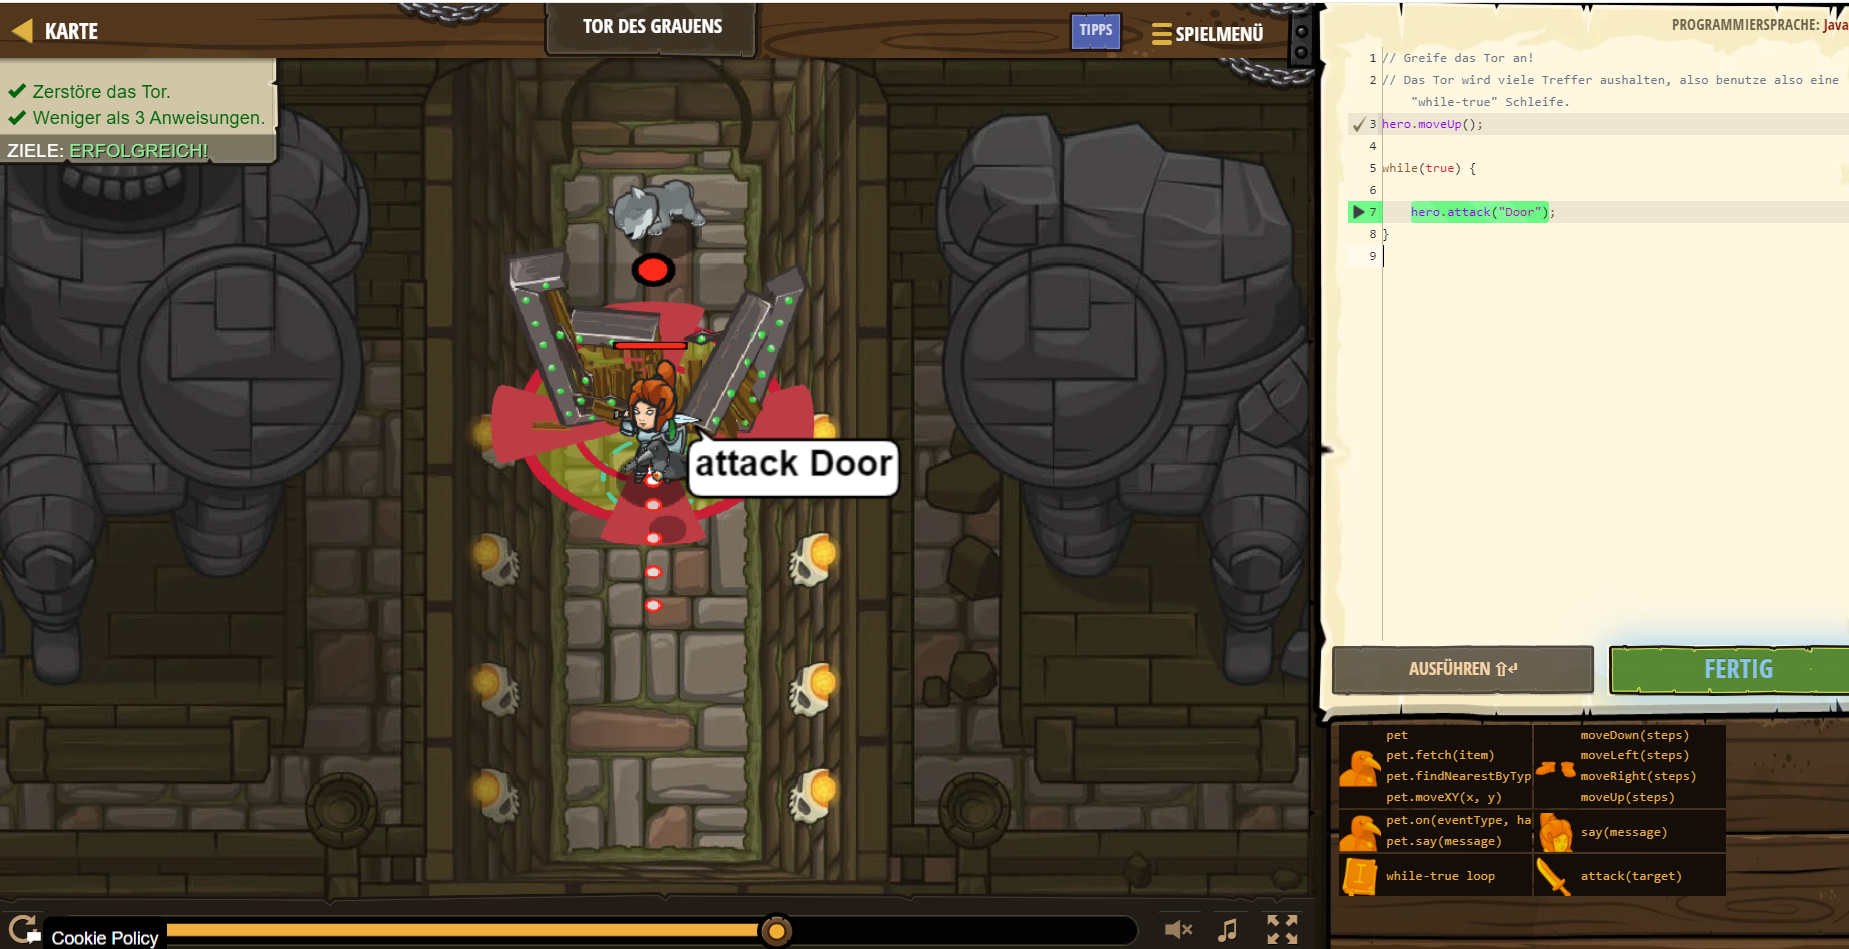 KARTE
TOR DES GRAUENS
TIPPS
SPIELMENÜ
PROGRAMMIERSPRACHE: Java
Zerstöre das Tor.
Weniger als 3 Anweisungen.
ZIELE: ERFOLGREICH!
attack Door
1 // Greife das Tor an!
2 // Das Tor wird viele Treffer aushalten, also benutze also eine
"while-true" Schleife.
3 hero.moveUp();
4
5 while(true) {
6
7 hero.attack("Door");
8 }
9
AUSFÜHREN ⇧↵
FERTIG
pet
pet.fetch(item)
pet.findNearestByTyp
pet.moveXY(x, y)
pet.on(eventType, ha
pet.say(message)
while-true loop
moveDown(steps)
moveLeft(steps)
moveRight(steps)
moveUp(steps)
say(message)
attack(target)
Cookie Policy